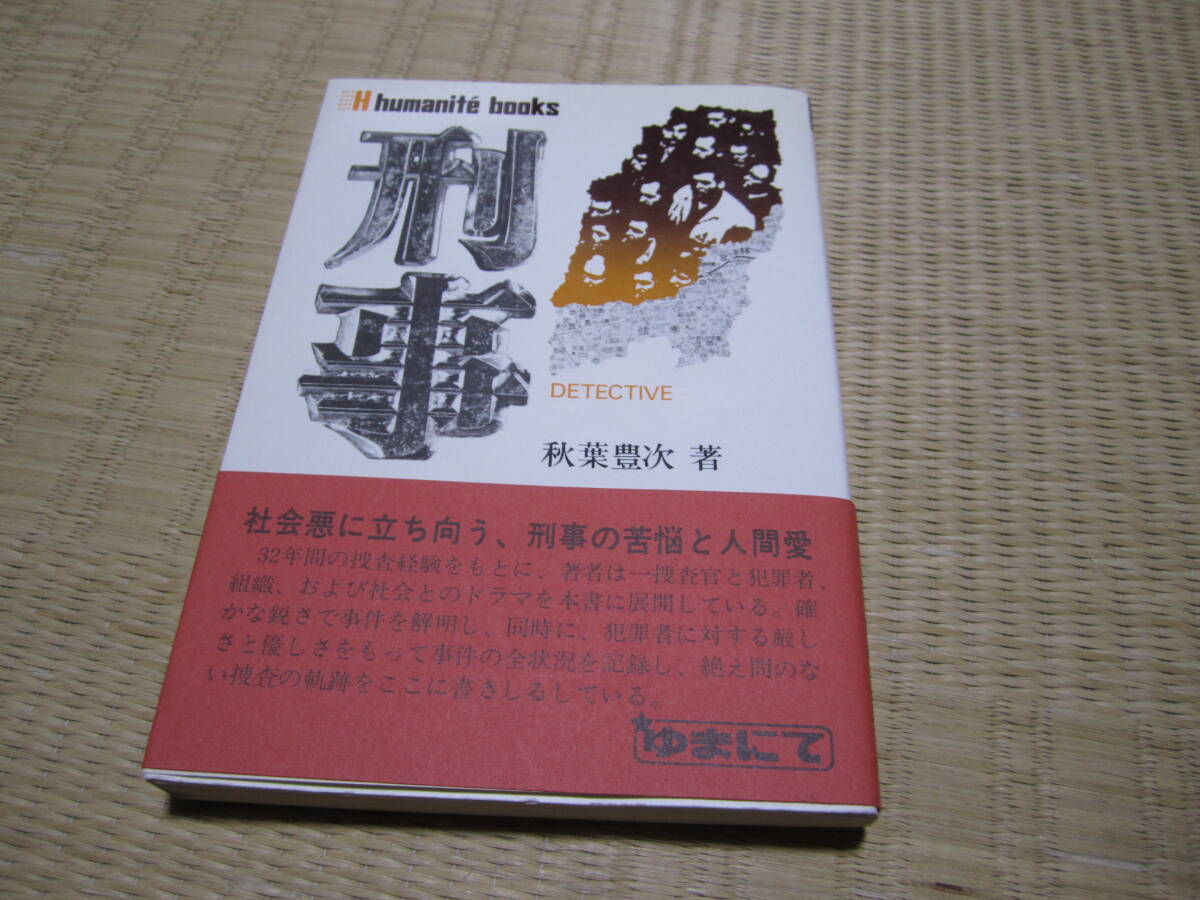 H humanité books
刑事
DETECTIVE
秋葉豊次 著
社会悪に立ち向う、刑事の苦悩と人間愛
32年間の捜査経験をもとに、著者は一捜査官と犯罪者、
組織、および社会とのドラマを本書に展開している。確
かな鋭さで事件を解明し、同時に、犯罪者に対する厳し
さと優しさをもって事件の全状況を記録し、絶え間のな
い捜査の軌跡をここに書きしるしている。
ゆまにて